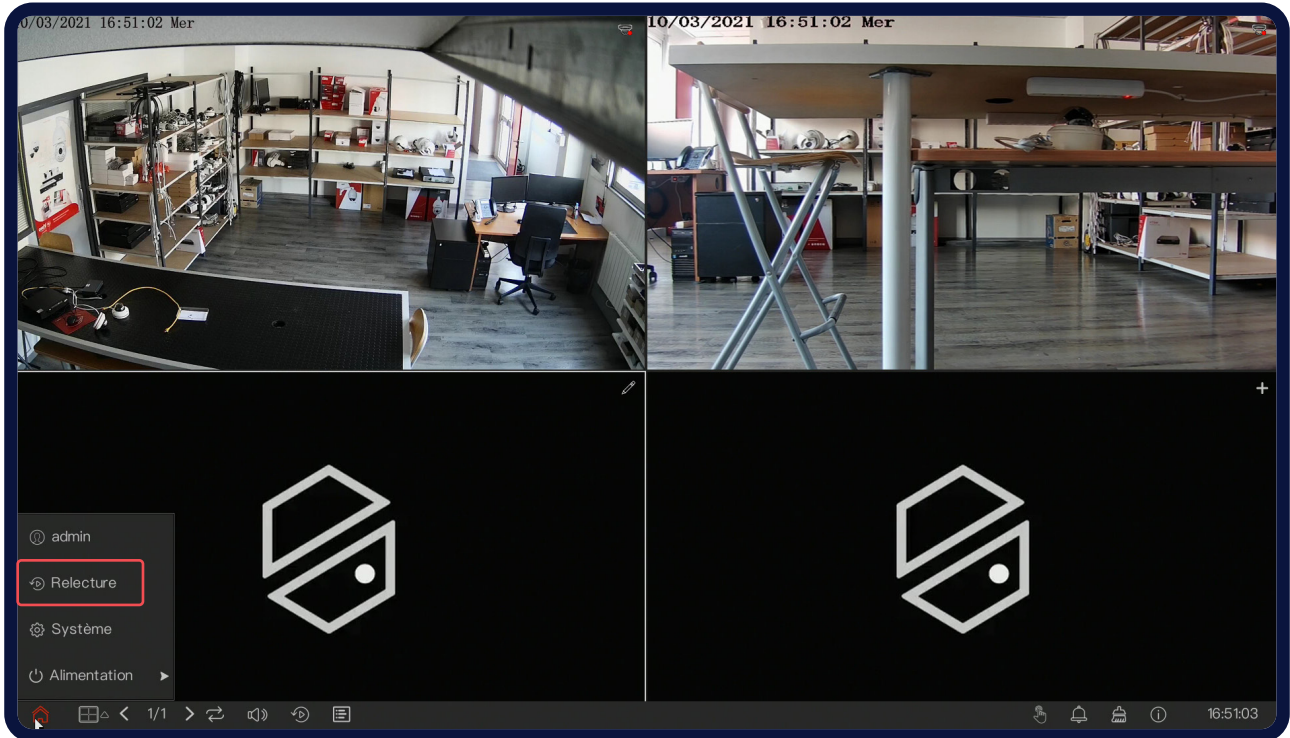 0/03/2021 16:51:02 Mer
10/03/2021 16:51:02 Mer
admin
Relecture
Système
Alimentation
1/1
16:51:03